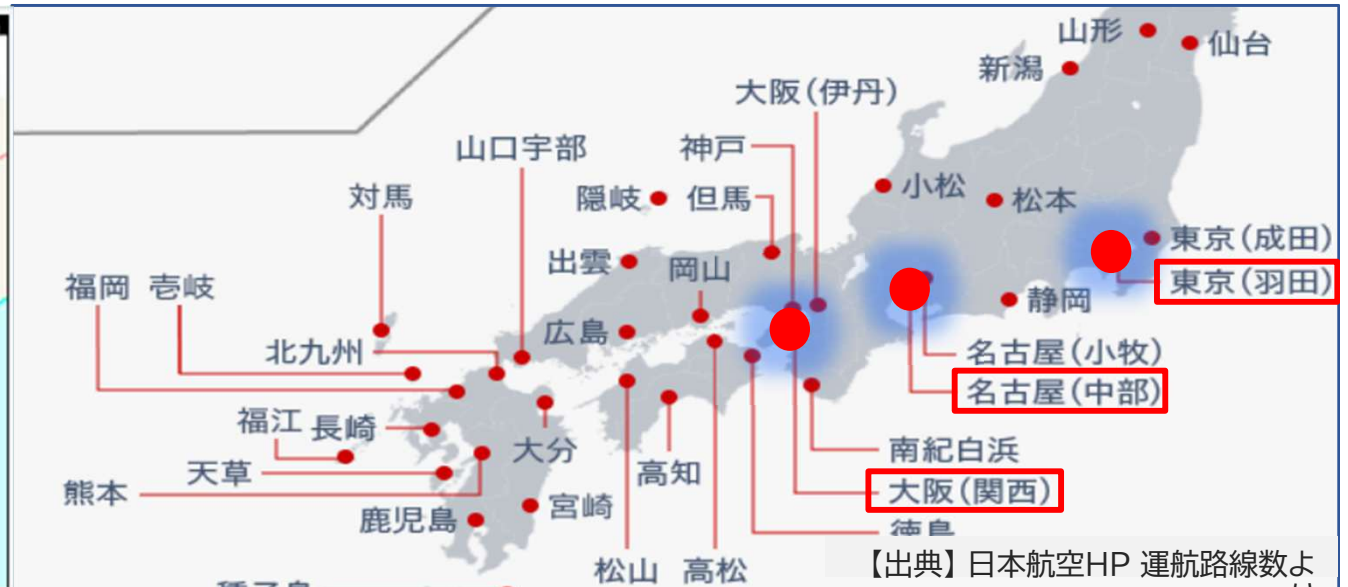 山形
仙台
新潟
大阪(伊丹)
山口宇部
神戸
対馬
隠岐
但馬
小松
松本
東京(成田)
出雲
岡山
東京(羽田)
福岡
壱岐
静岡
広島
北九州
名古屋(小牧)
名古屋(中部)
福江
長崎
大分
南紀白浜
天草
高知
熊本
大阪(関西)
鹿児島
宮崎
徳島
松山
高松
【出典】日本航空HP 運航路線数よ